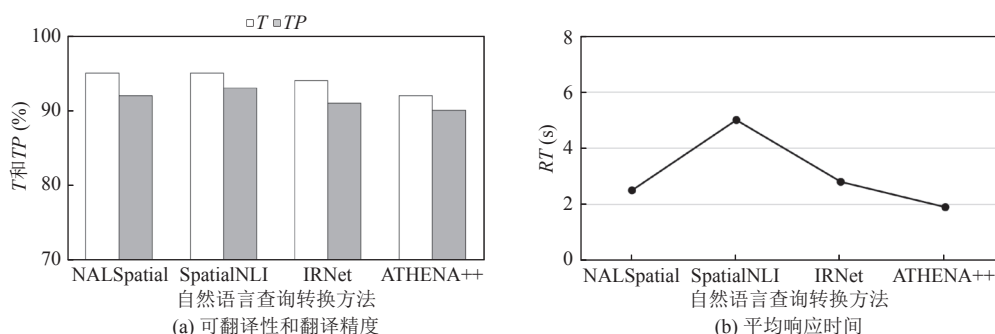 □T ■TP
100
90
80
70
T和TP (%)
NALSpatial SpatialNLI IRNet ATHENA++
自然语言查询转换方法
(a) 可翻译性和翻译精度
8
6
4
2
0
RT (s)
NALSpatial SpatialNLI IRNet ATHENA++
自然语言查询转换方法
(b) 平均响应时间